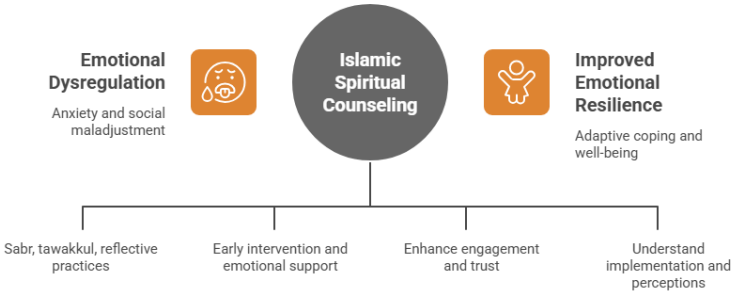 Emotional
Dysregulation
Anxiety and social
maladjustment
Islamic
Spiritual
Counseling
Improved
Emotional
Resilience
Adaptive coping and
well-being
Sabr, tawakkul, reflective
practices
Early intervention and
emotional support
Enhance engagement
and trust
Understand
implementation and
perceptions